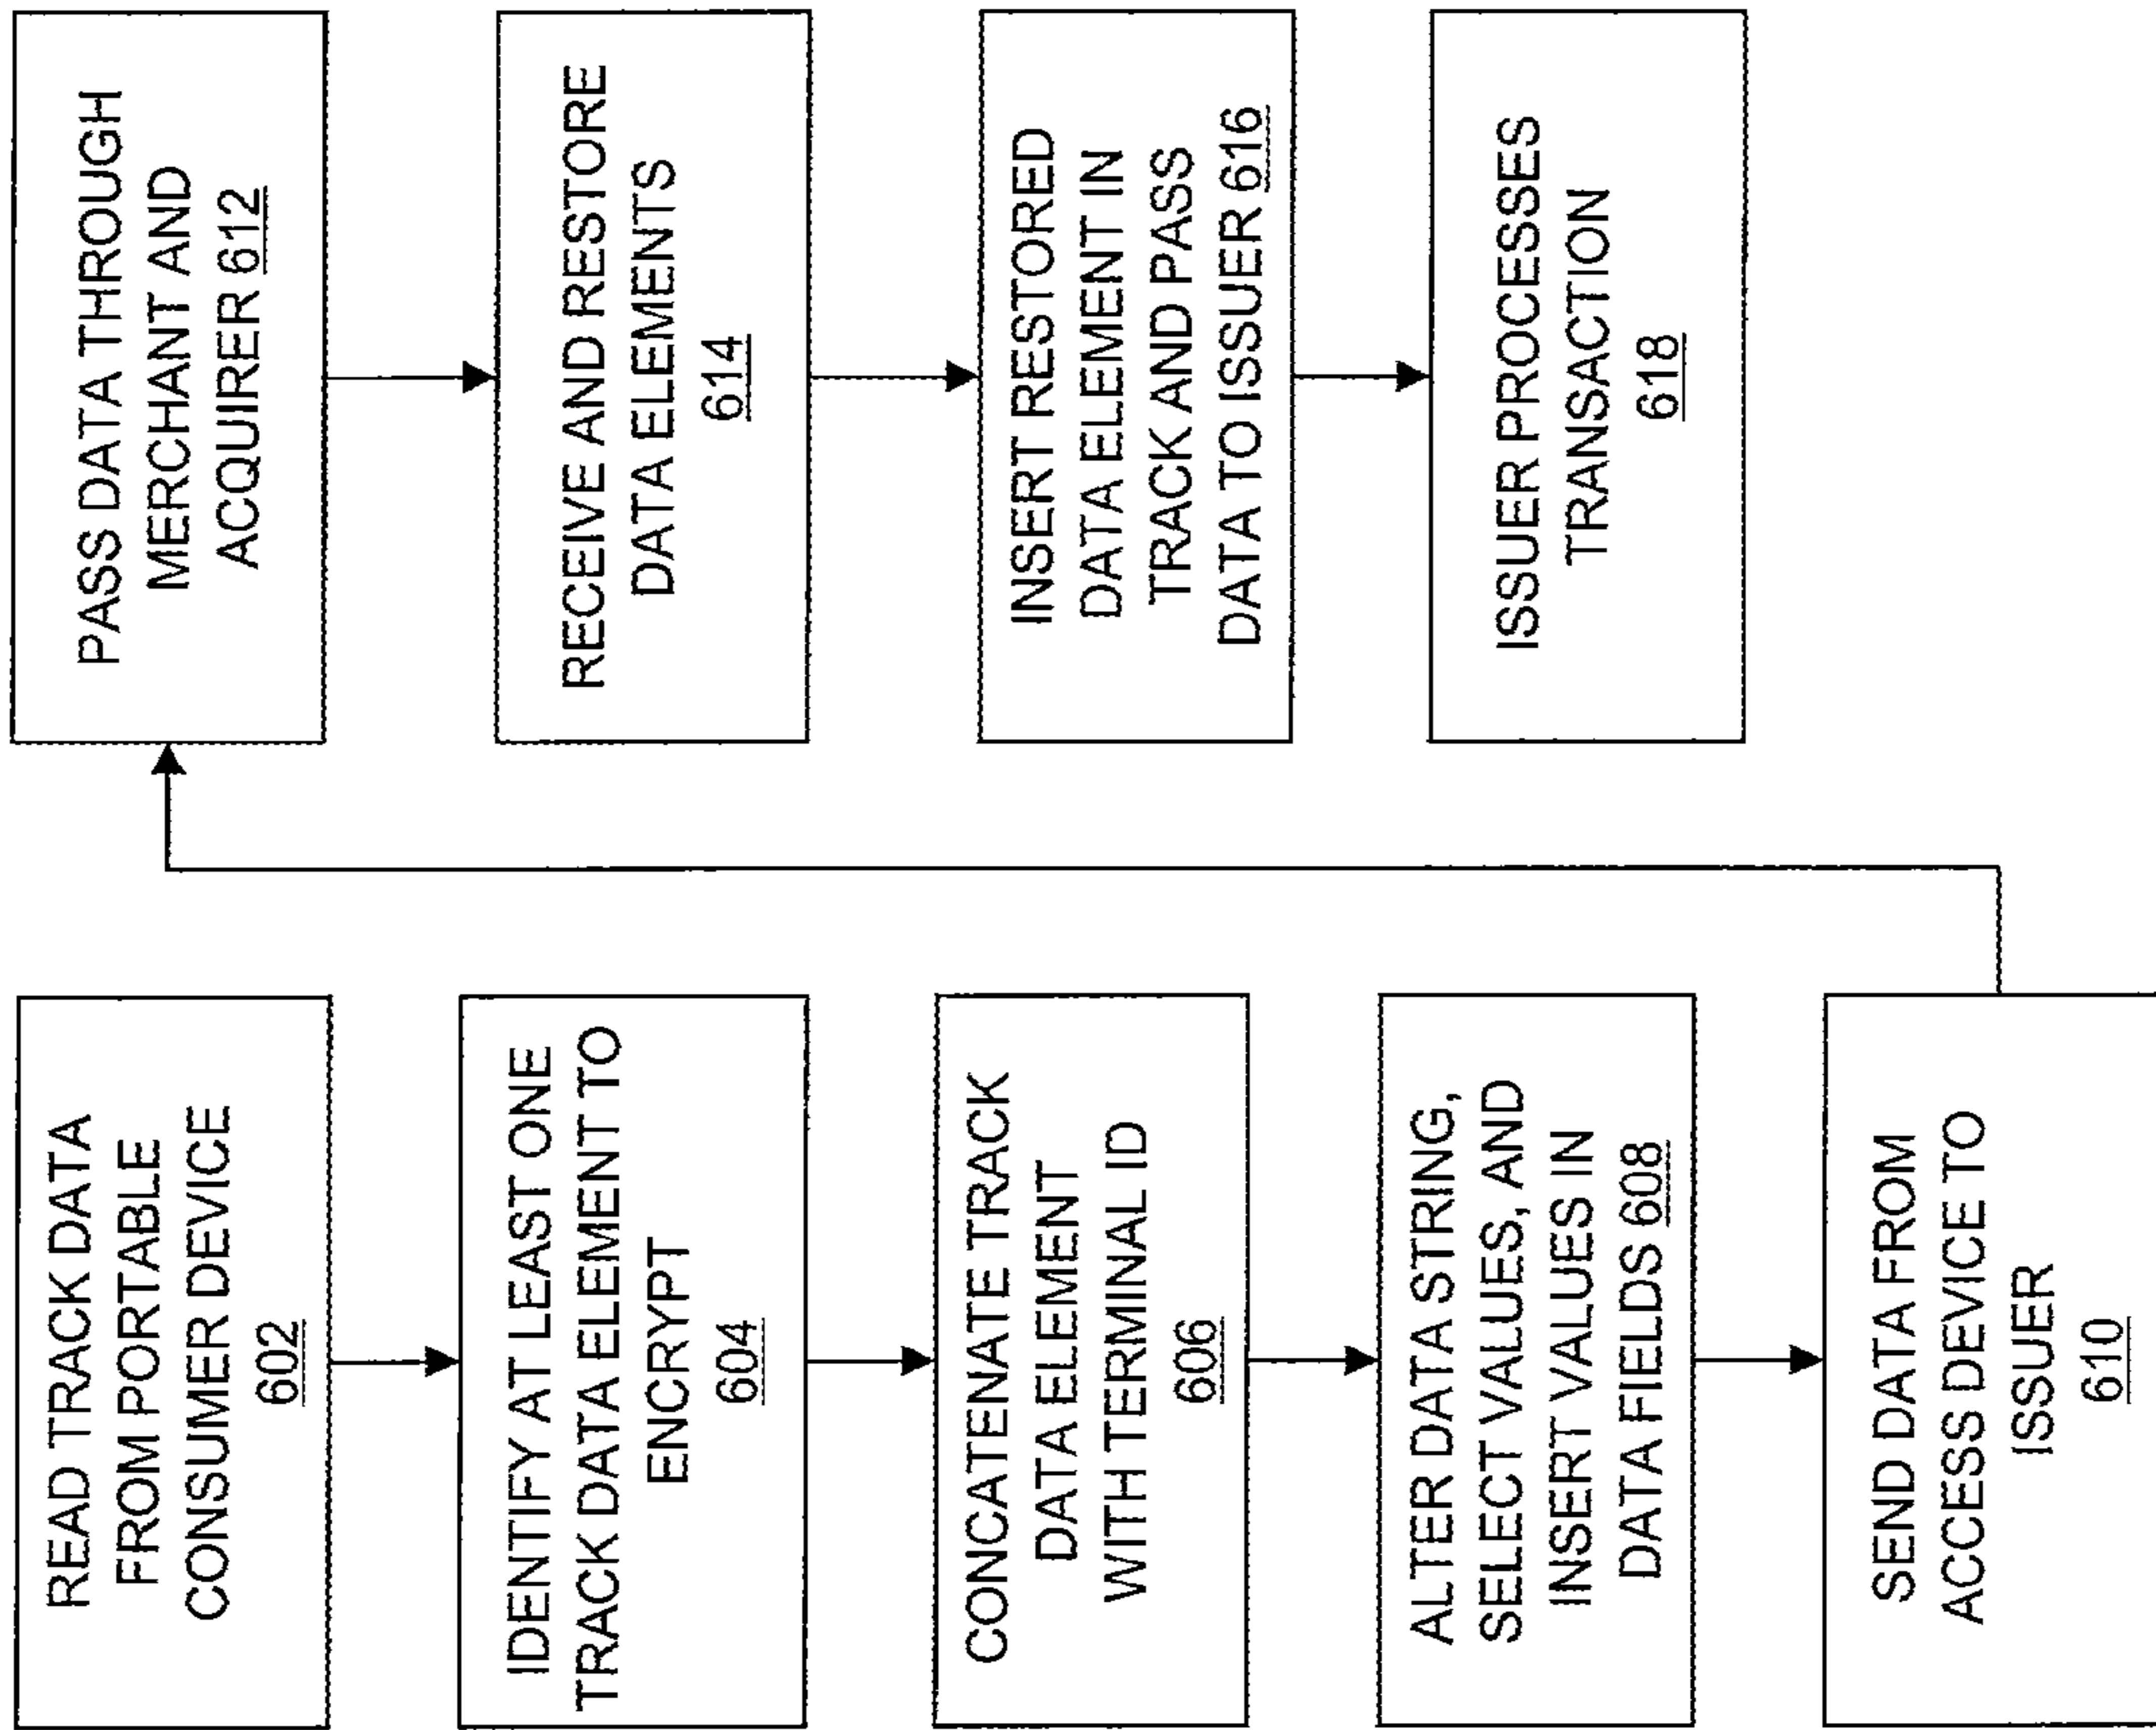 READ TRACK DATA
FROM PORTABLE
CONSUMER DEVICE
602
IDENTIFY AT LEAST ONE
TRACK DATA ELEMENT TO
ENCRYPT
604
CONCATENATE TRACK
DATA ELEMENT
WITH TERMINAL ID
606
ALTER DATA STRING,
SELECT VALUES, AND
INSERT VALUES IN
DATA FIELDS 608
SEND DATA FROM
ACCESS DEVICE TO
ISSUER
610
PASS DATA THROUGH
MERCHANT AND
ACQUIRER 612
RECEIVE AND RESTORE
DATA ELEMENTS
614
INSERT RESTORED
DATA ELEMENT IN
TRACK AND PASS
DATA TO ISSUER 616
ISSUER PROCESSES
TRANSACTION
618